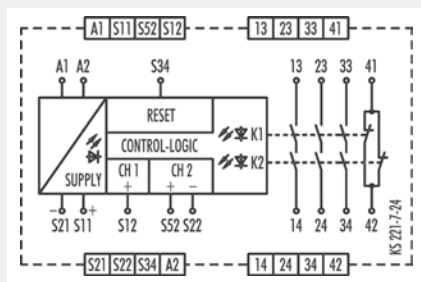 A1 S11 S52 S12 13 23 33 41
A1 A2 S34 13 23 33 41
RESET
CONTROL-LOGIC
K1
K2
SUPPLY
CH 1 CH 2
+ + −
− +
S21 S11 S12 S52 S22 14 24 34 42
S21 S22 S34 A2 14 24 34 42
KS 221-7-24